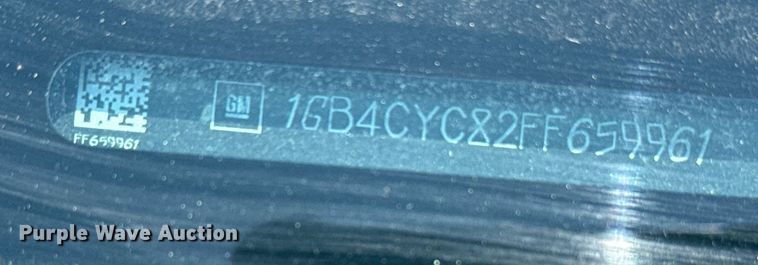 GM
1GB4CYC82FF659961
FF659961
Purple Wave Auction